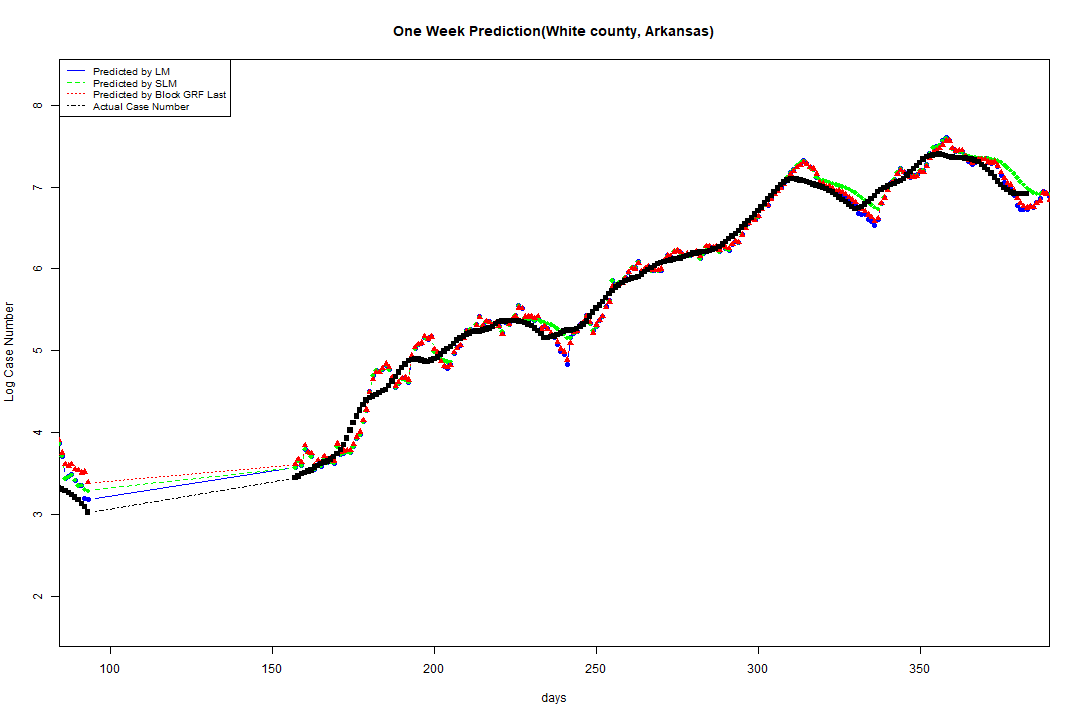 One Week Prediction(White county, Arkansas)
Predicted by LM
Predicted by SLM
Predicted by Block GRF Last
Actual Case Number
Log Case Number
8
7
6
5
4
3
2
100 150 200 250 300 350
days